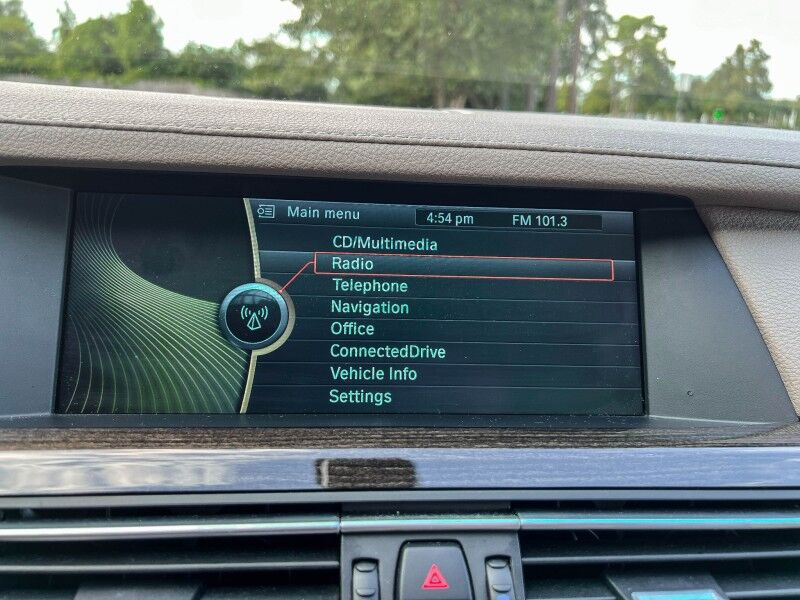 Main menu 4:54 pm FM 101.3
CD/Multimedia
Radio
Telephone
Navigation
Office
ConnectedDrive
Vehicle Info
Settings